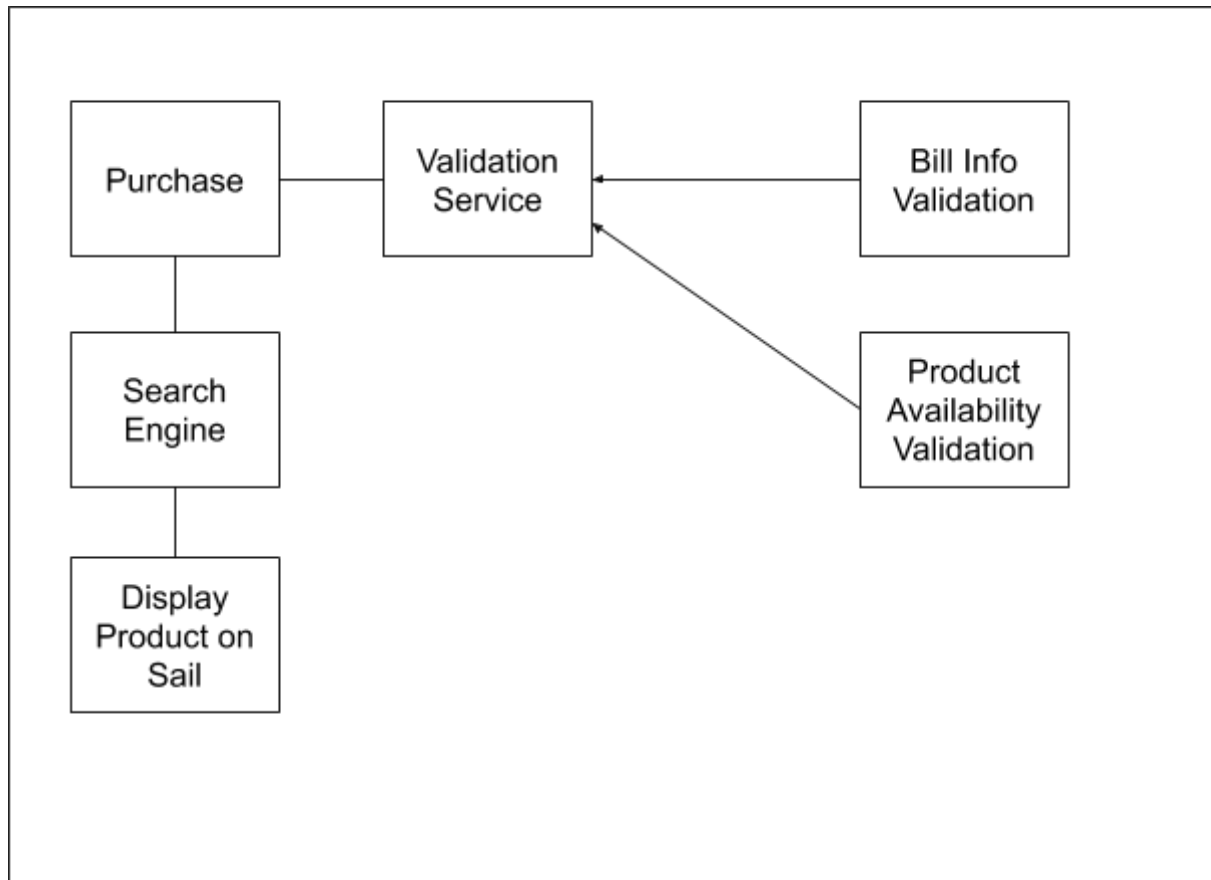 Purchase
Validation
Service
Bill Info
Validation
Search
Engine
Product
Availability
Validation
Display
Product on
Sail